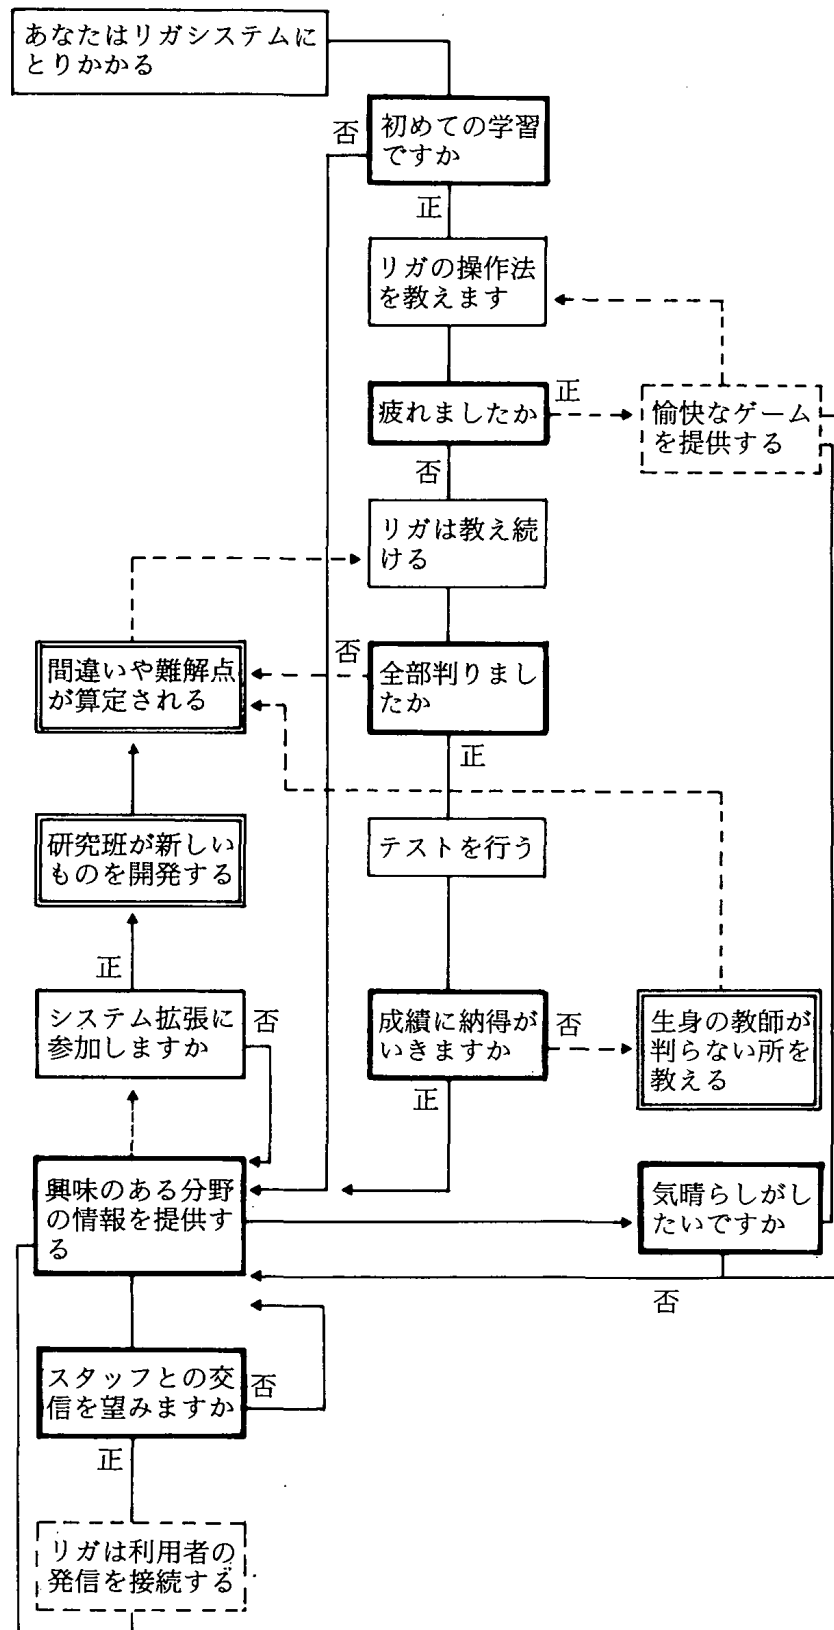 あなたはリガシステムに
とりかかる
否
初めての学習
ですか
正
リガの操作法
を教えます
疲れましたか
正
愉快なゲーム
を提供する
否
リガは教え続
ける
間違いや難解点
が算定される
否
全部判りまし
たか
正
研究班が新しい
ものを開発する
テストを行う
正
システム拡張に
参加しますか
否
成績に納得が
いきますか
否
生身の教師が
判らない所を
教える
正
興味のある分野
の情報を提供す
る
気晴らしがし
たいですか
否
スタッフとの交
信を望みますか
否
正
リガは利用者の
発信を接続する